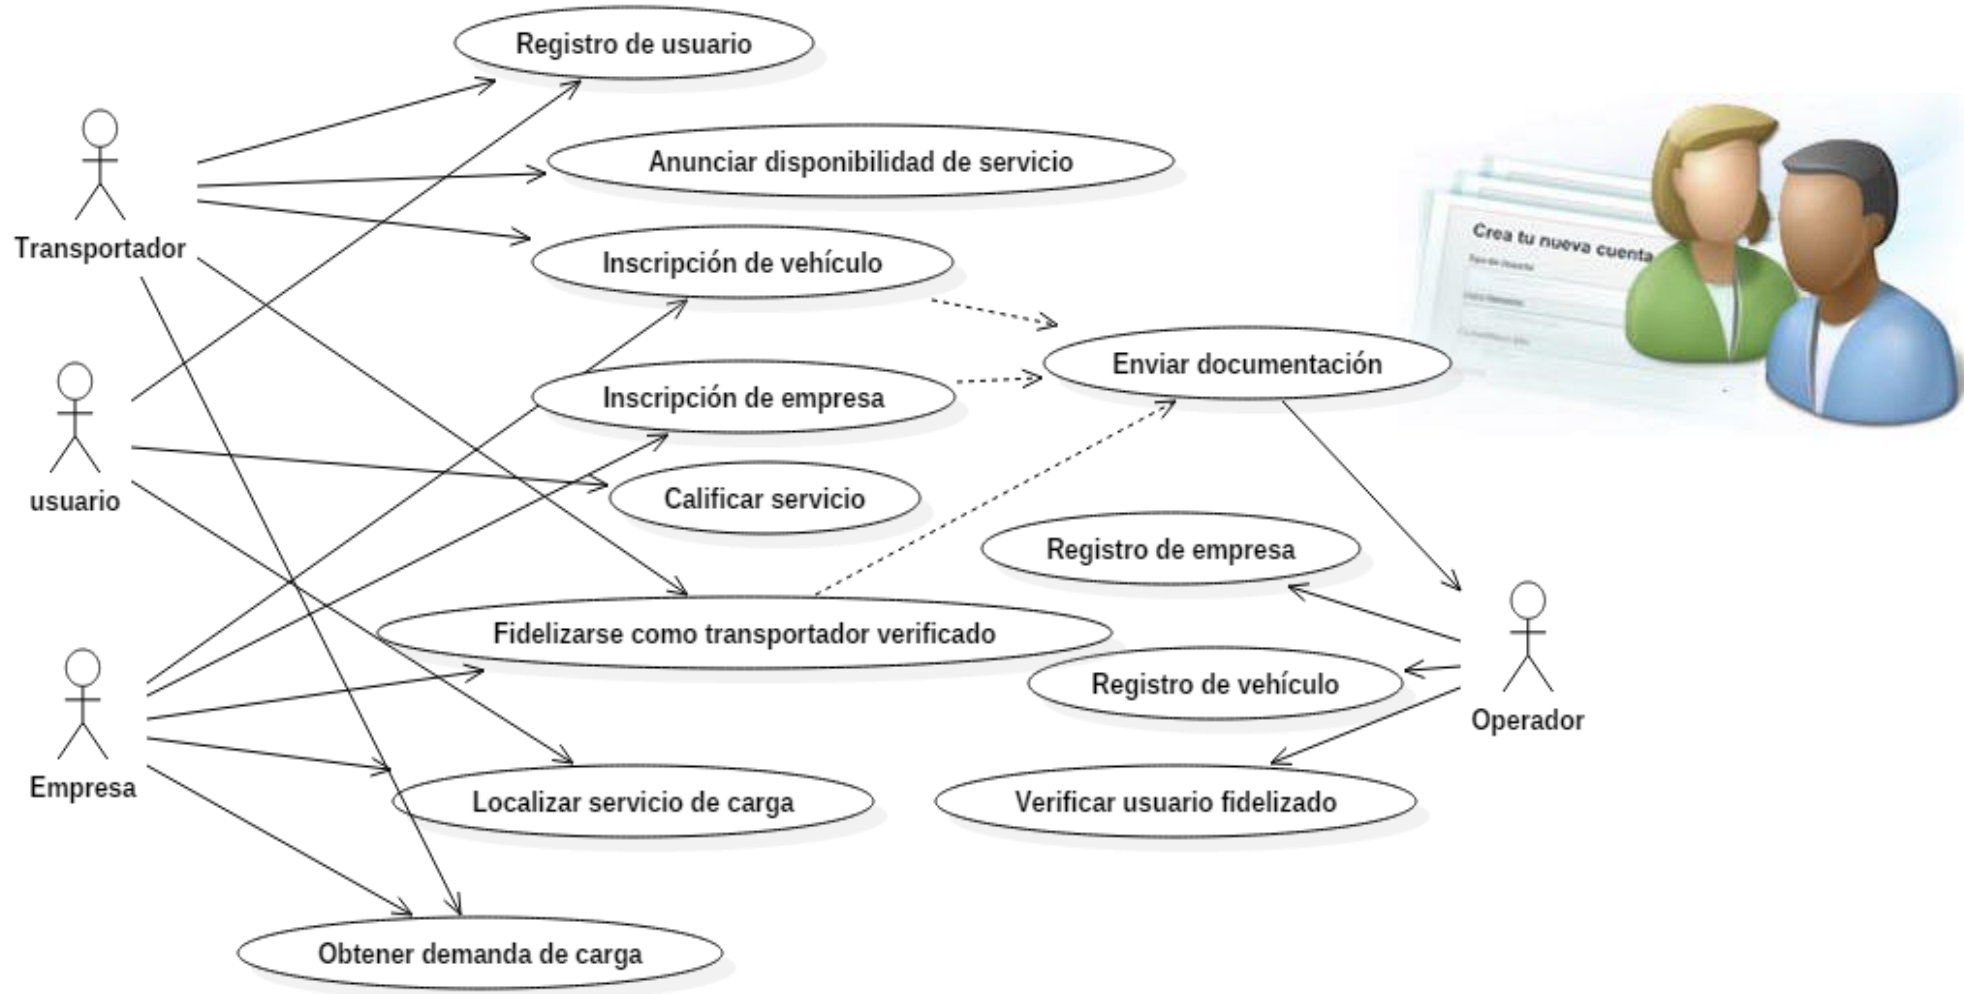 Registro de usuario
Anunciar disponibilidad de servicio
Transportador
Inscripción de vehículo
Crea tu nueva cuenta
Enviar documentación
Inscripción de empresa
usuario
Calificar servicio
Registro de empresa
Fidelizarse como transportador verificado
Registro de vehículo
Operador
Empresa
Localizar servicio de carga
Verificar usuario fidelizado
Obtener demanda de carga